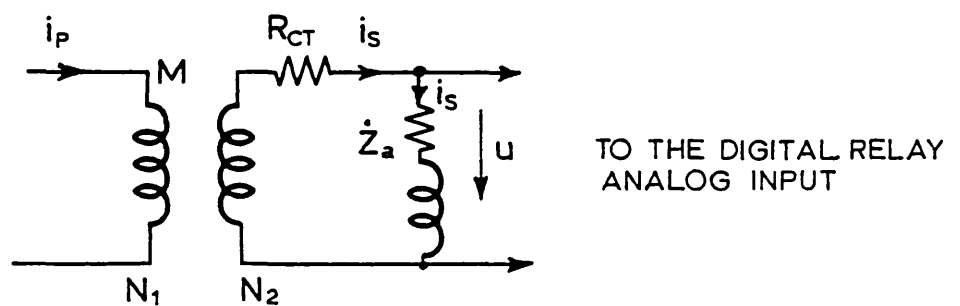 iP
M
RCT
iS
iS
Ża
u
TO THE DIGITAL RELAY
ANALOG INPUT
N1
N2